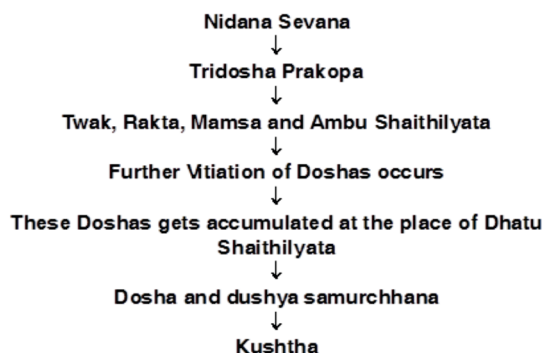 Nidana Sevana
↓
Tridosha Prakopa
↓
Twak, Rakta, Mamsa and Ambu Shaithilyata
↓
Further Vitiation of Doshas occurs
↓
These Doshas gets accumulated at the place of Dhatu
Shaithilyata
↓
Dosha and dushya samurchhana
↓
Kushtha